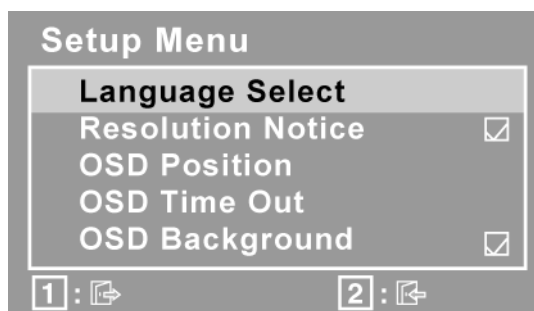 Setup Menu
Language Select
Resolution Notice
OSD Position
OSD Time Out
OSD Background
1 : 2 :